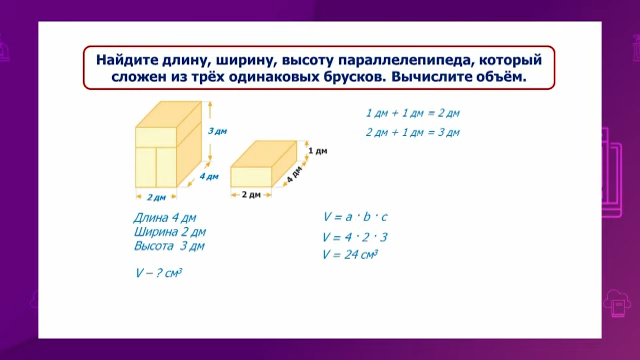 Найдите длину, ширину, высоту параллелепипеда, который
сложен из трёх одинаковых брусков. Вычислите объём.
1 дм + 1 дм = 2 дм
2 дм + 1 дм = 3 дм
3 дм
4 дм
2 дм
1 дм
4 дм
2 дм
Длина 4 дм
Ширина 2 дм
Высота 3 дм
V – ? см³
V = a · b · c
V = 4 · 2 · 3
V = 24 см³